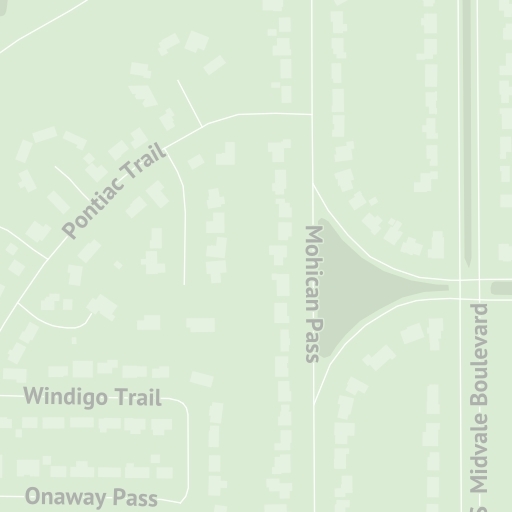 Pontiac Trail
Mohican Pass
S Midvale Boulevard
Windigo Trail
Onaway Pass